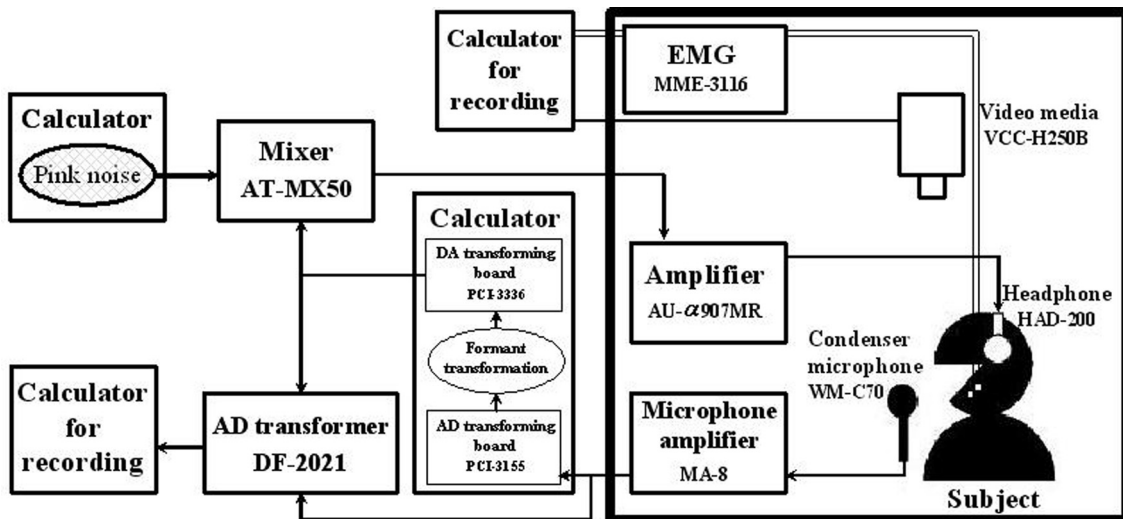 Calculator
for
recording
EMG
MME-3116
Video media
VCC-H250B
Calculator
Pink noise
Mixer
AT-MX50
Calculator
DA transforming
board
PCI-3336
Formant
transformation
AD transforming
board
PCI-3155
Amplifier
AU-α907MR
Headphone
HAD-200
Condenser
microphone
WM-C70
Calculator
for
recording
AD transformer
DF-2021
Microphone
amplifier
MA-8
Subject